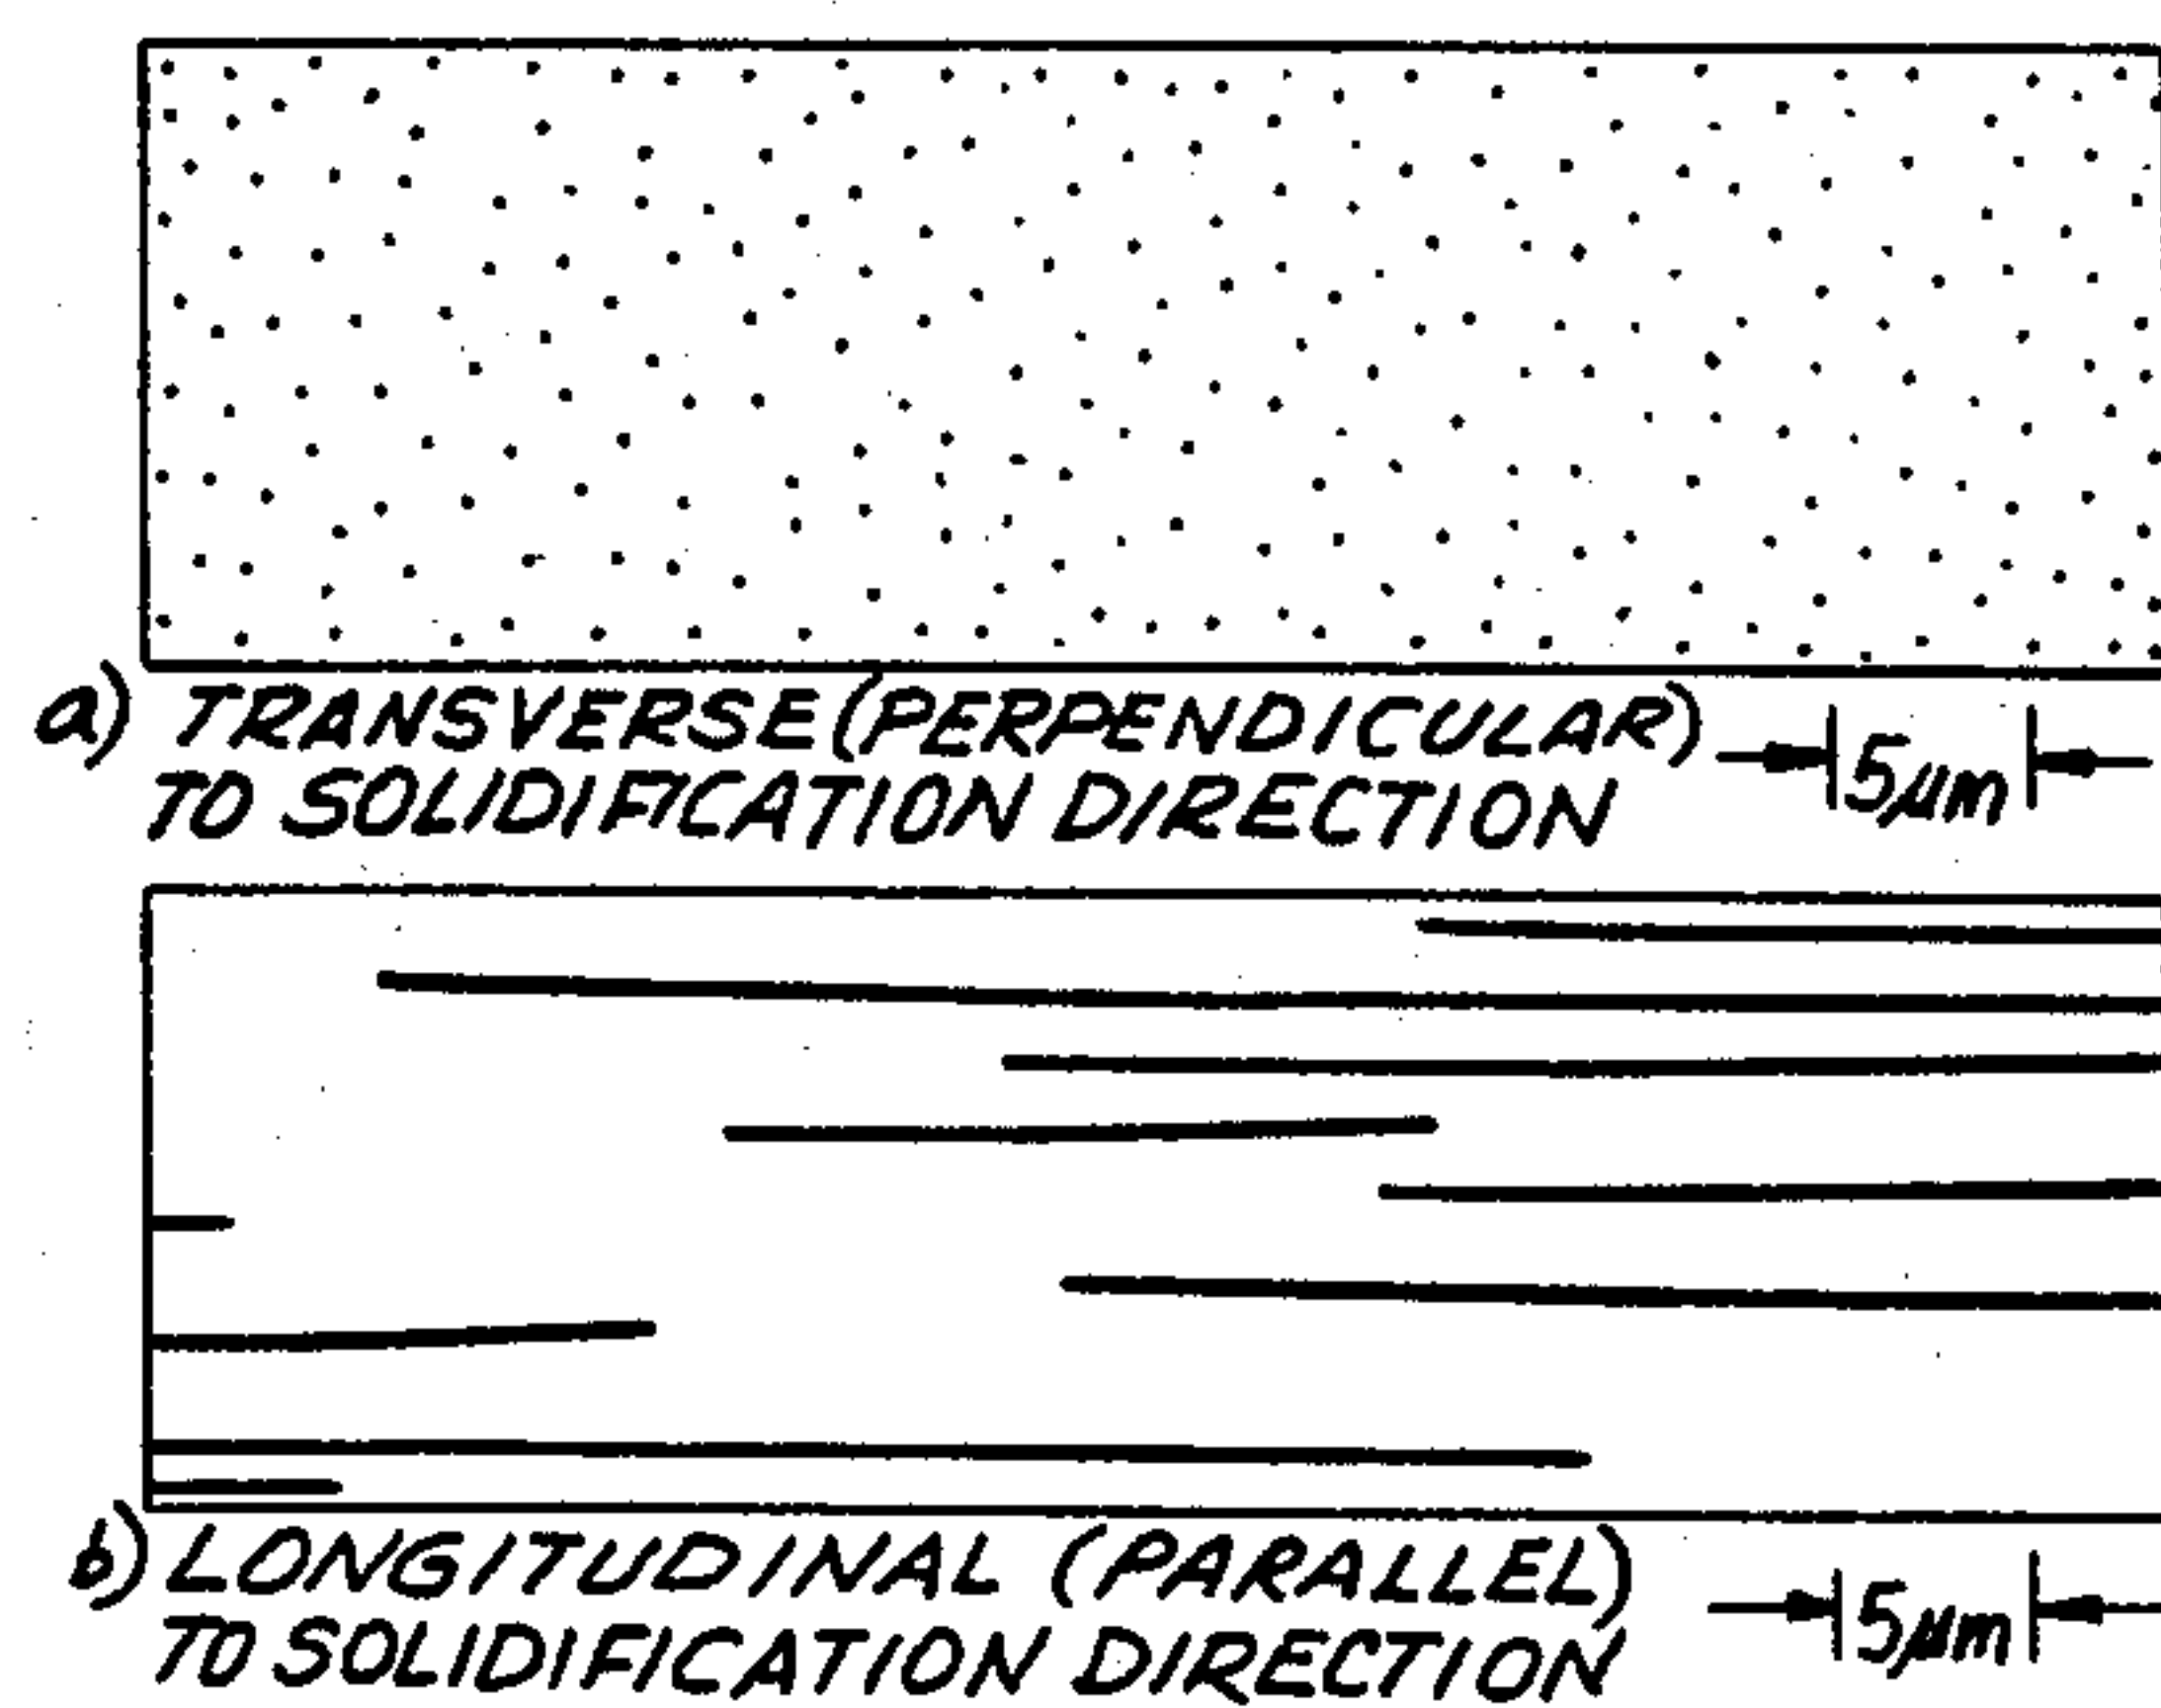 a) TRANSVERSE (PERPENDICULAR)
TO SOLIDIFICATION DIRECTION
5µm
b) LONGITUDINAL (PARALLEL)
TO SOLIDIFICATION DIRECTION
5µm